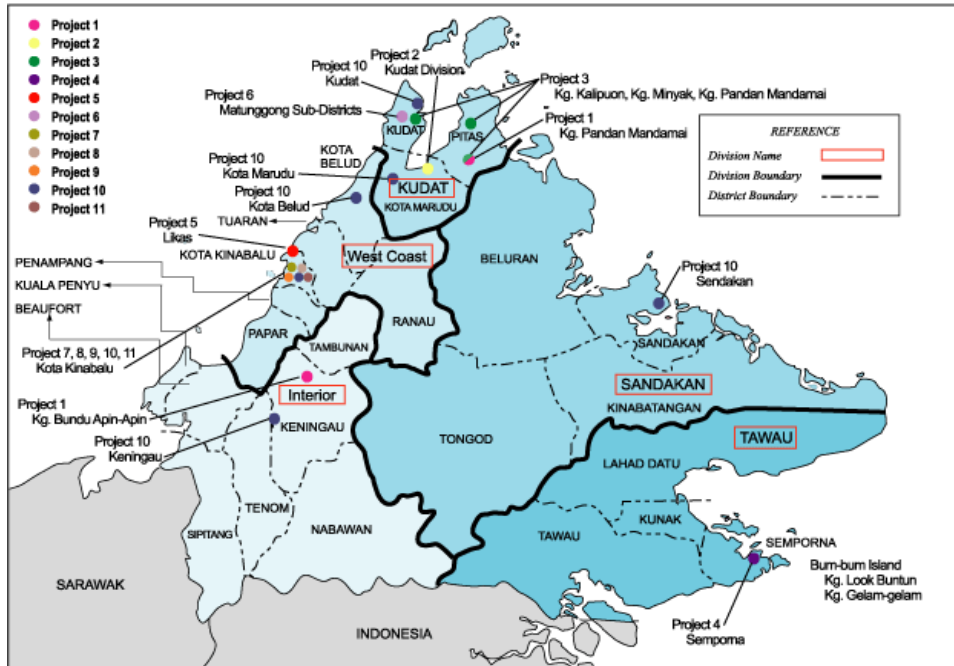 Project 1
Project 2
Project 3
Project 4
Project 5
Project 6
Project 7
Project 8
Project 9
Project 10
Project 11
Project 2
Kudat Division
Project 10
Kudat
Project 6
Matunggong Sub-Districts
Project 3
Kg. Kalipuon, Kg. Minyak, Kg. Pandan Mandamai
Project 1
Kg. Pandan Mandamai
REFERENCE
Division Name
Division Boundary
District Boundary
KUDAT
PITAS
KOTA
BELUD
Project 10
Kota Marudu
KUDAT
KOTA MARUDU
Project 10
Kota Belud
TUARAN
Project 5
Likas
KOTA KINABALU
West Coast
BELURAN
PENAMPANG
KUALA PENYU
BEAUFORT
Project 10
Sendakan
RANAU
PAPAR
TAMBUNAN
SANDAKAN
Project 7, 8, 9, 10, 11
Kota Kinabalu
Interior
SANDAKAN
KINABATANGAN
Project 1
Kg. Bundu Apin-Apin
KENINGAU
Project 10
Keningau
TONGOD
TAWAU
LAHAD DATU
TENOM
NABAWAN
SIPITANG
TAWAU
KUNAK
SEMPORNA
Bum-bum Island
Kg. Look Buntun
Kg. Gelam-gelam
SARAWAK
Project 4
Semporna
INDONESIA